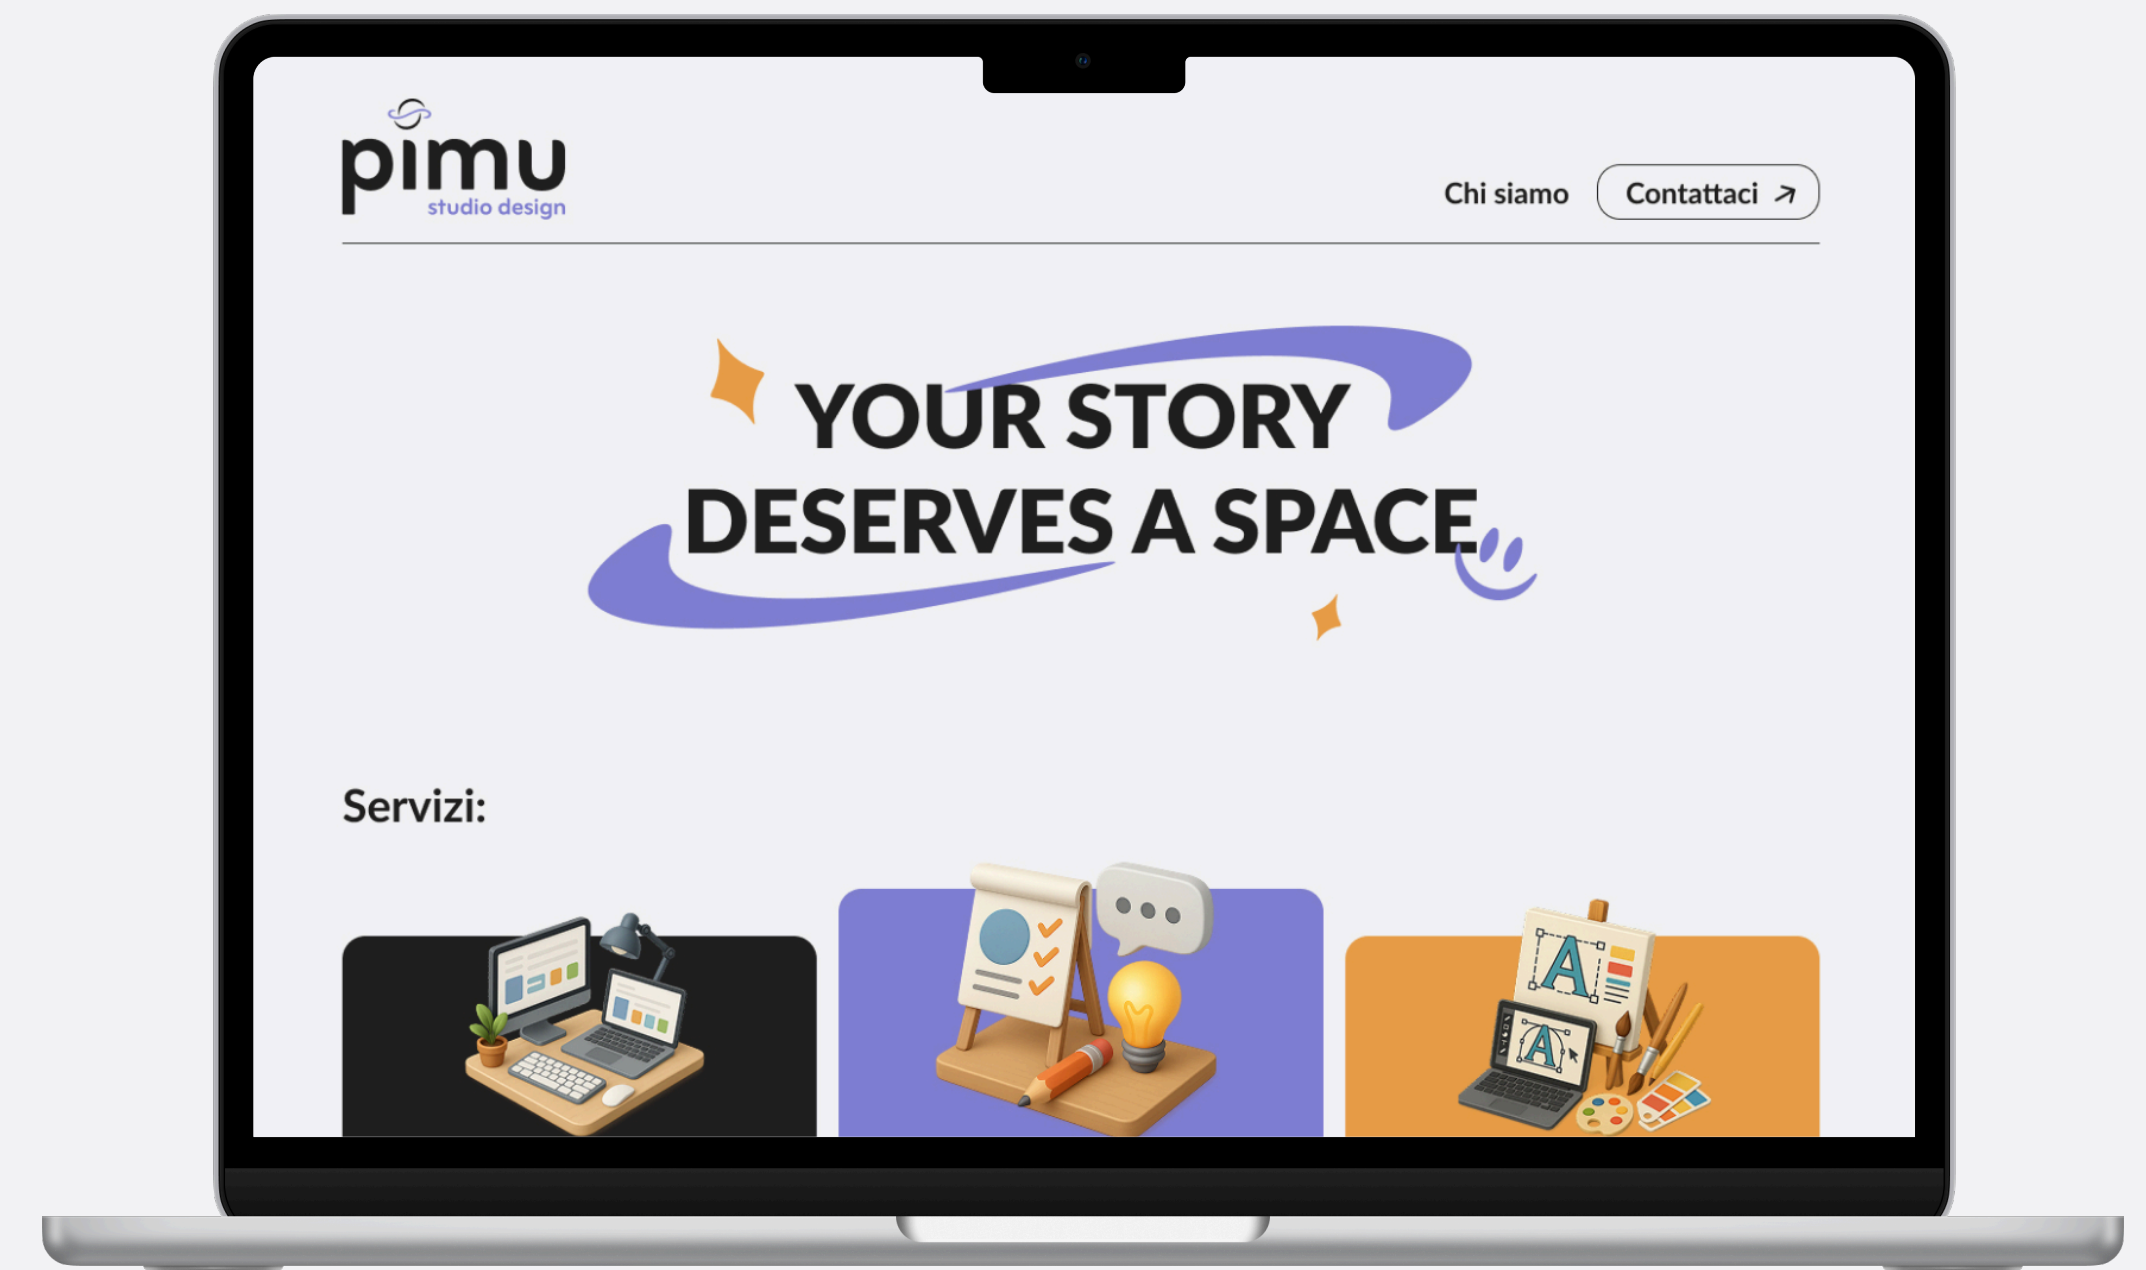 pimu
studio design
Chi siamo
Contattaci
YOUR STORY
DESERVES A SPACE
Servizi:
A
A